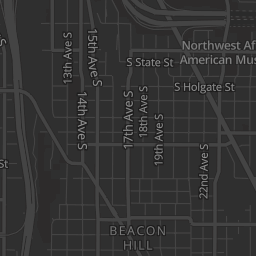 Northwest Af
American Mus
13th Ave S
15th Ave S
S State St
S Holgate St
14th Ave S
17th Ave S
18th Ave S
19th Ave S
22nd Ave S
St
BEACON
HILL